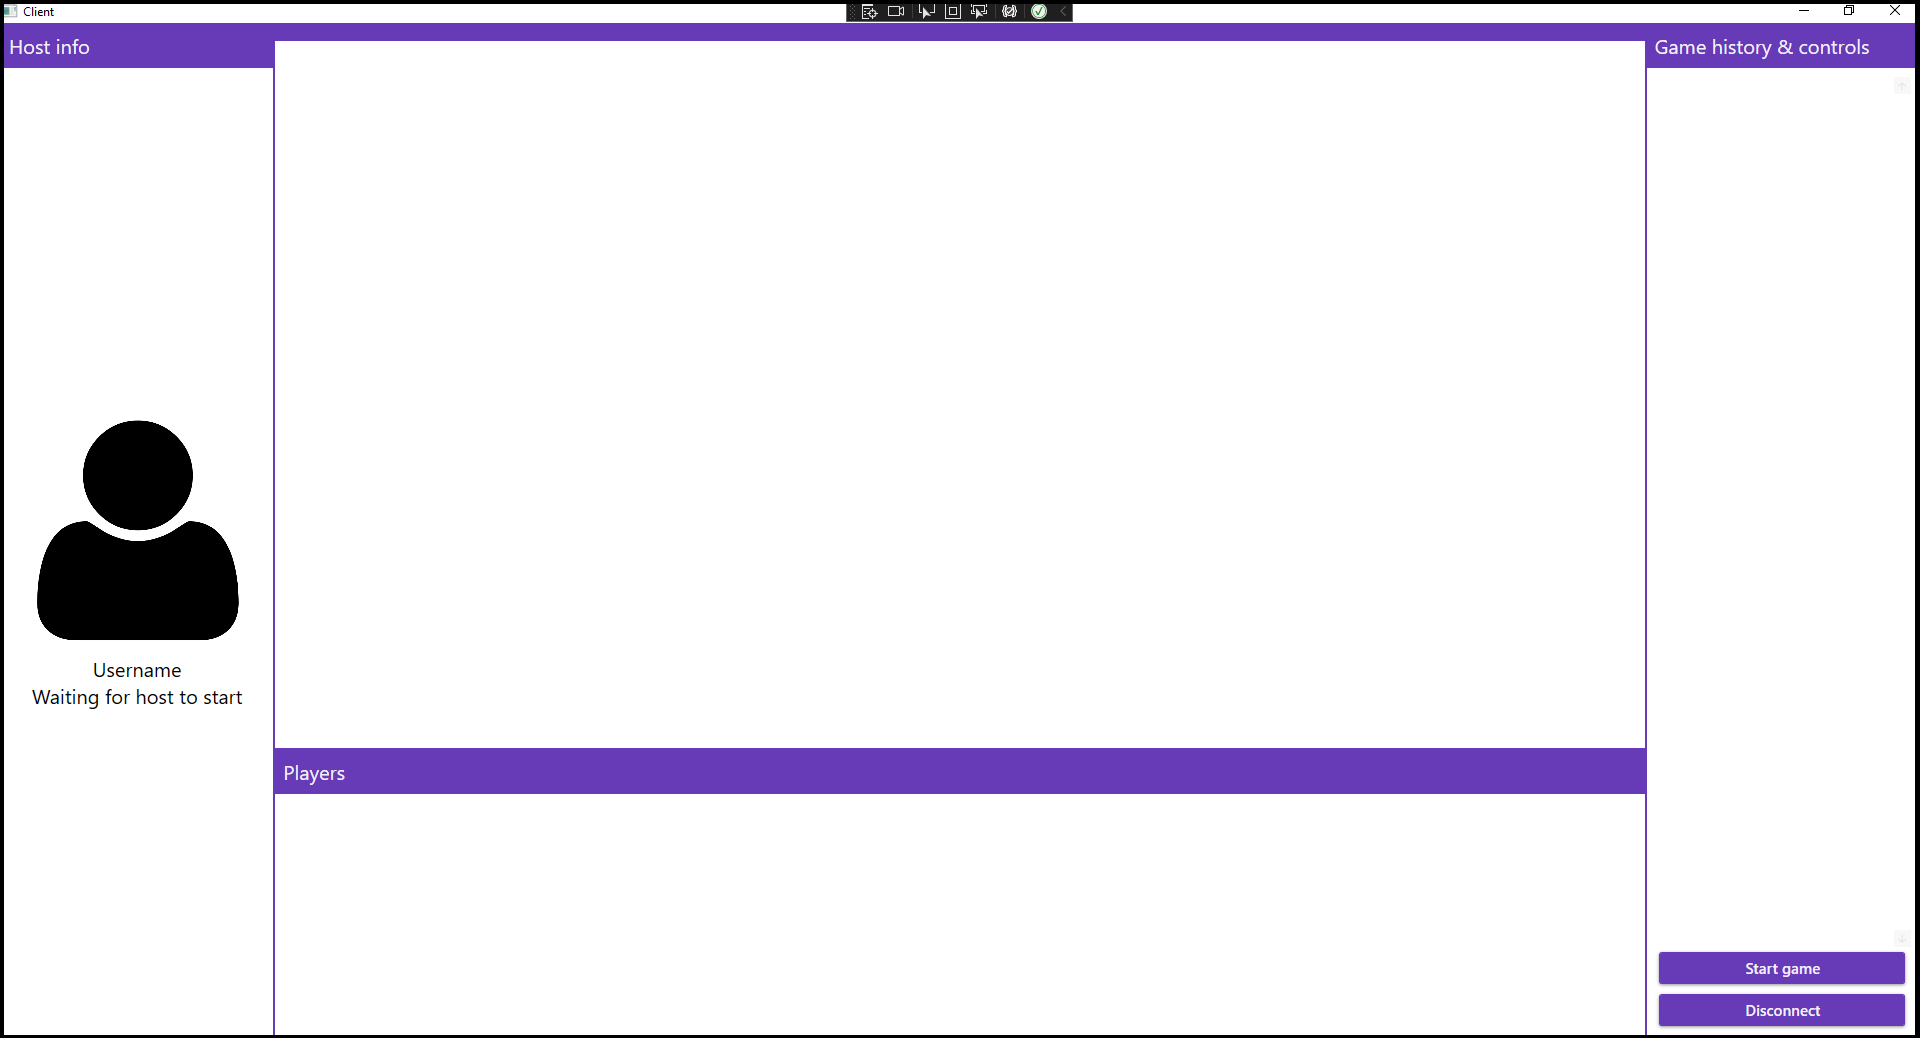 Client
Host info
Game history & controls
Username
Waiting for host to start
Players
Start game
Disconnect